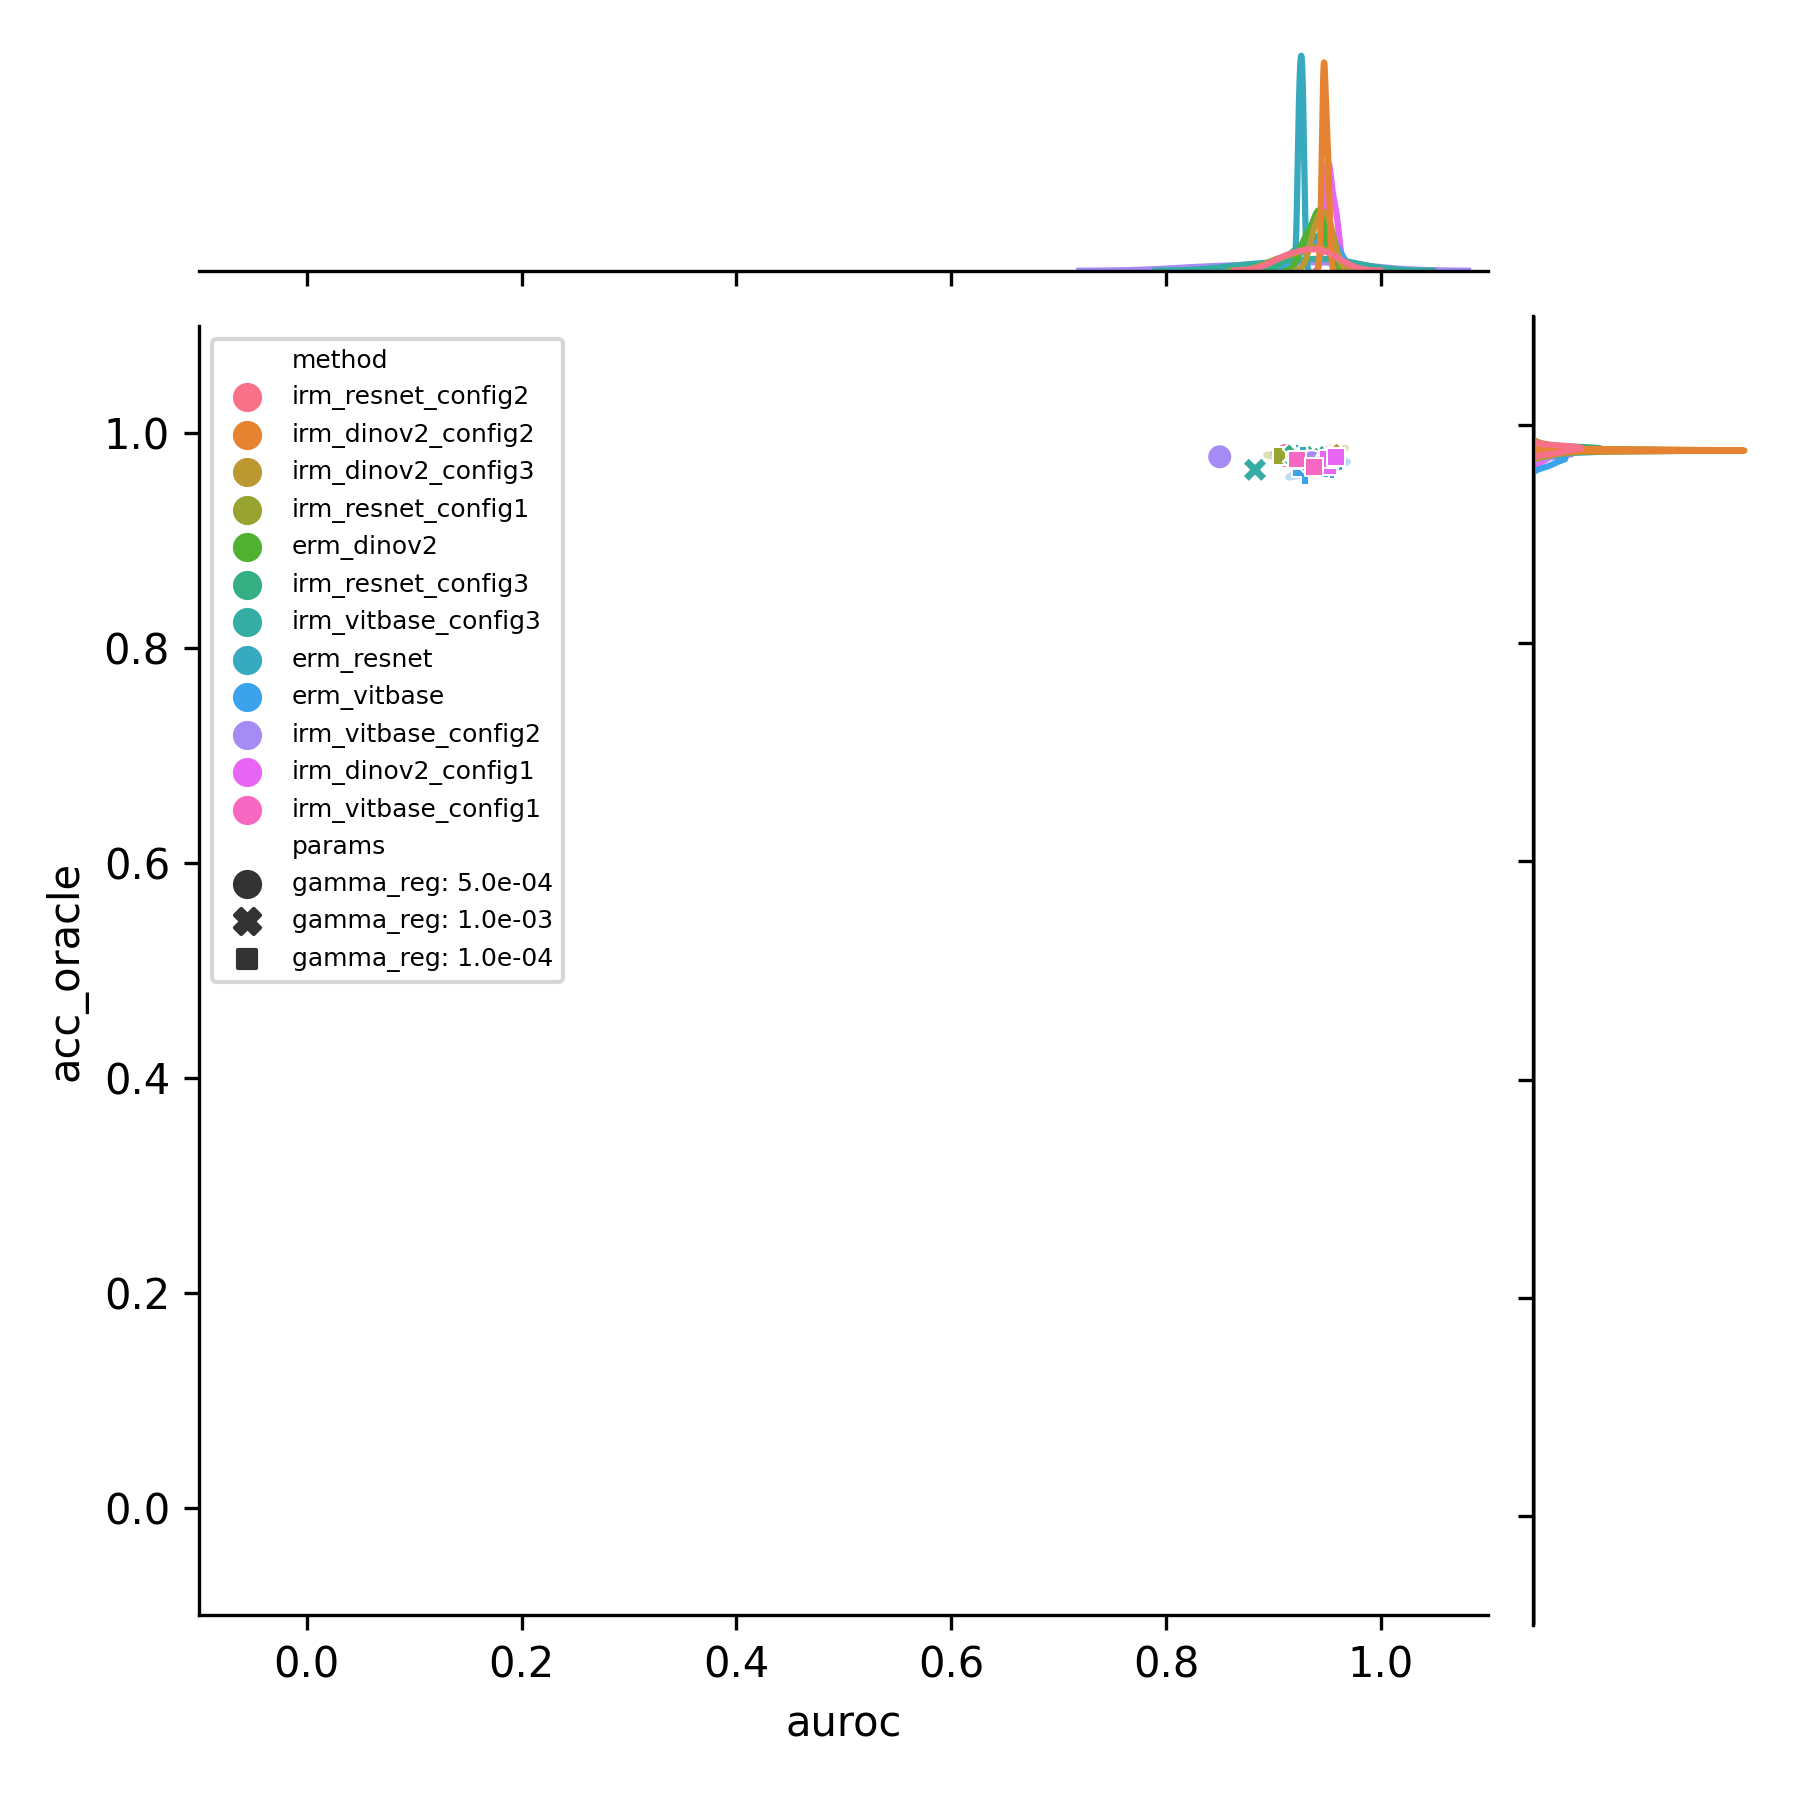 method
irm_resnet_config2
irm_dinov2_config2
irm_dinov2_config3
irm_resnet_config1
erm_dinov2
irm_resnet_config3
irm_vitbase_config3
erm_resnet
erm_vitbase
irm_vitbase_config2
irm_dinov2_config1
irm_vitbase_config1
params
gamma_reg: 5.0e-04
gamma_reg: 1.0e-03
gamma_reg: 1.0e-04
1.0
0.8
0.6
0.4
0.2
0.0
acc_oracle
0.0 0.2 0.4 0.6 0.8 1.0
auroc